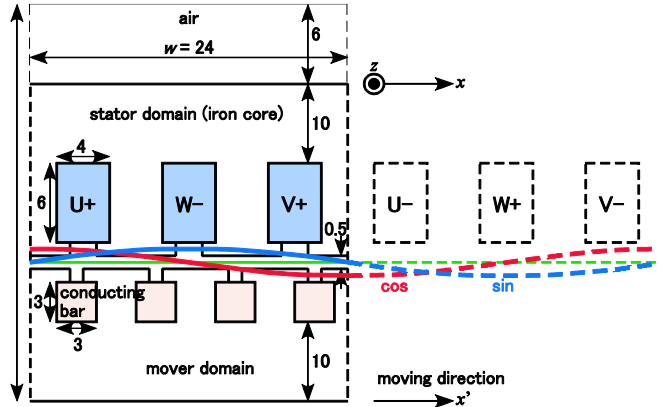 air
6
w = 24
z
x
stator domain (iron core)
10
4
6
U+
W−
V+
U−
W+
V−
0.5
cos
sin
3
conducting
bar
3
10
mover domain
moving direction
x'